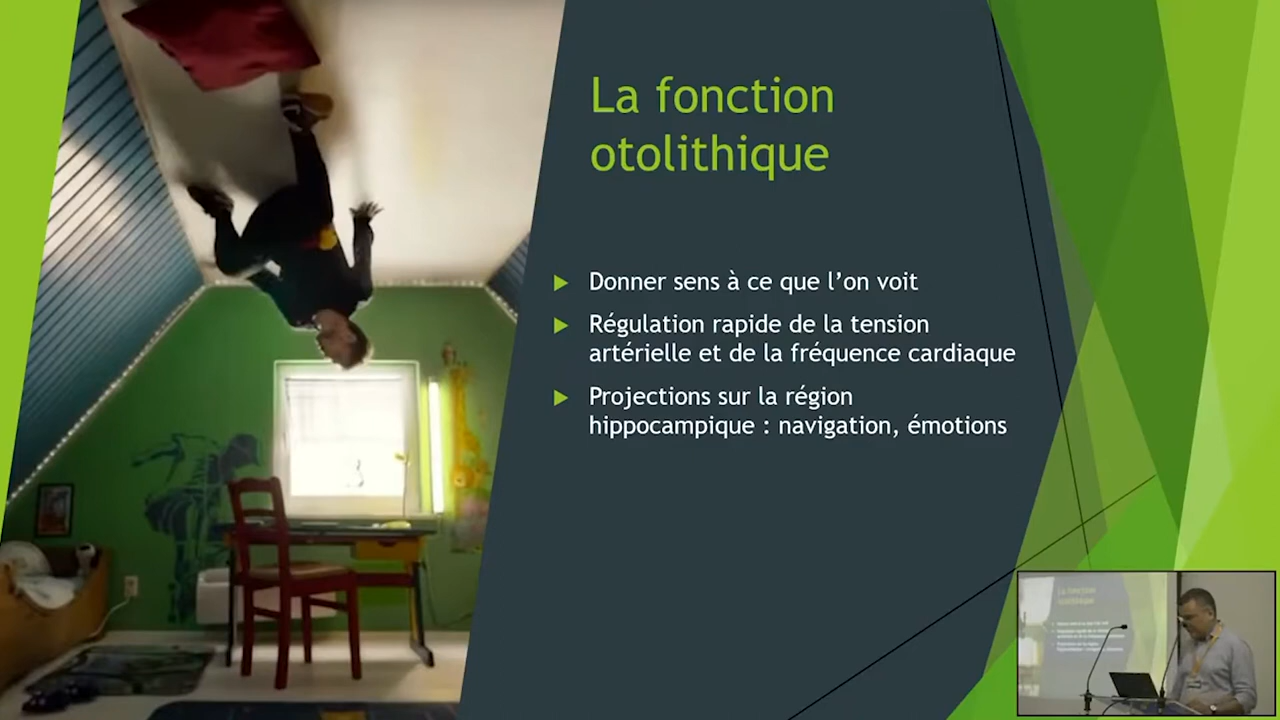 La fonction
otolithique
Donner sens à ce que l’on voit
Régulation rapide de la tension
artérielle et de la fréquence cardiaque
Projections sur la région
hippocampique : navigation, émotions